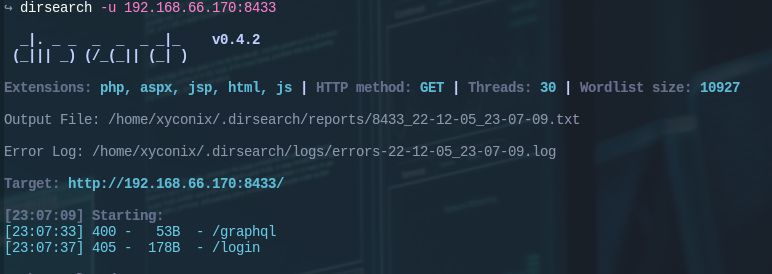 ↪ dirsearch -u 192.168.66.170:8433
_|. _ _  _  _  _ _|_    v0.4.2
(_||| _) (/_(_|| (_| )
Extensions: php, aspx, jsp, html, js | HTTP method: GET | Threads: 30 | Wordlist size: 10927
Output File: /home/xyconix/.dirsearch/reports/8433_22-12-05_23-07-09.txt
Error Log: /home/xyconix/.dirsearch/logs/errors-22-12-05_23-07-09.log
Target: http://192.168.66.170:8433/
[23:07:09] Starting:
[23:07:33] 400 -   53B  - /graphql
[23:07:37] 405 -  178B  - /login